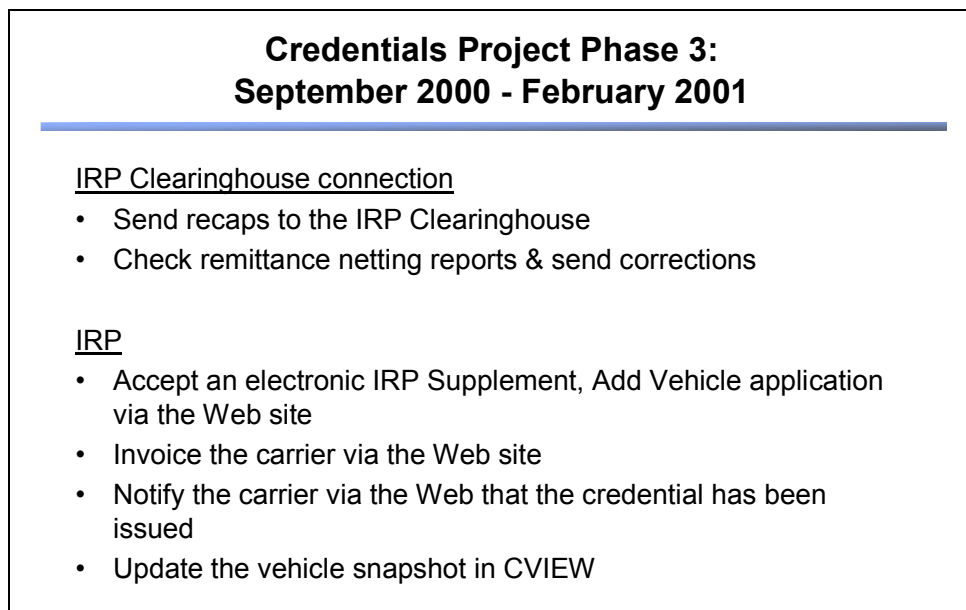 Credentials Project Phase 3:
September 2000 - February 2001
IRP Clearinghouse connection
• Send recaps to the IRP Clearinghouse
• Check remittance netting reports & send corrections
IRP
• Accept an electronic IRP Supplement, Add Vehicle application
via the Web site
• Invoice the carrier via the Web site
• Notify the carrier via the Web that the credential has been
issued
• Update the vehicle snapshot in CVIEW